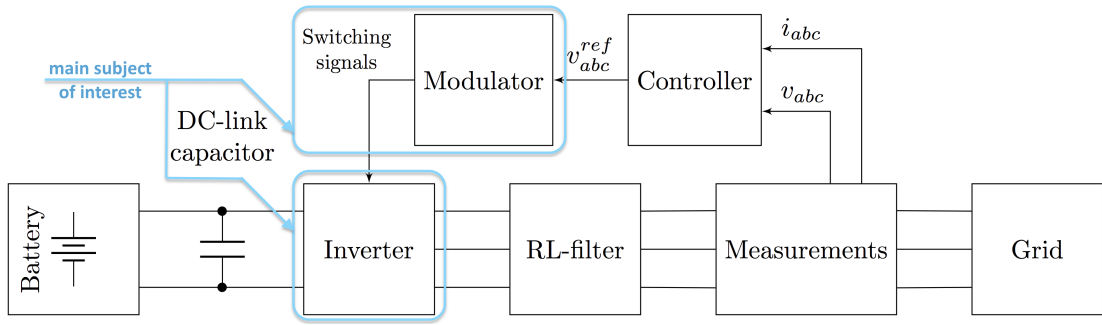 Switching
signals
Modulator
v_{abc}^{ref}
Controller
i_{abc}
v_{abc}
main subject
of interest
DC-link
capacitor
Battery
Inverter
RL-filter
Measurements
Grid